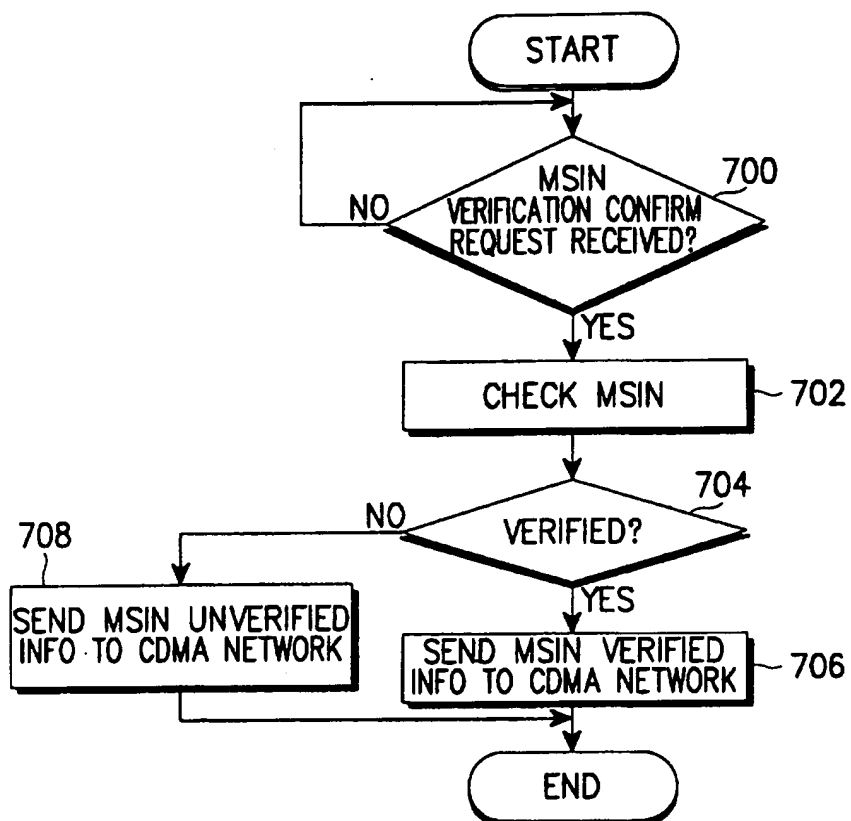 START
700
MSIN
VERIFICATION CONFIRM
REQUEST RECEIVED?
NO
YES
CHECK MSIN
702
704
VERIFIED?
NO
708
YES
SEND MSIN UNVERIFIED
INFO TO CDMA NETWORK
SEND MSIN VERIFIED
INFO TO CDMA NETWORK
706
END